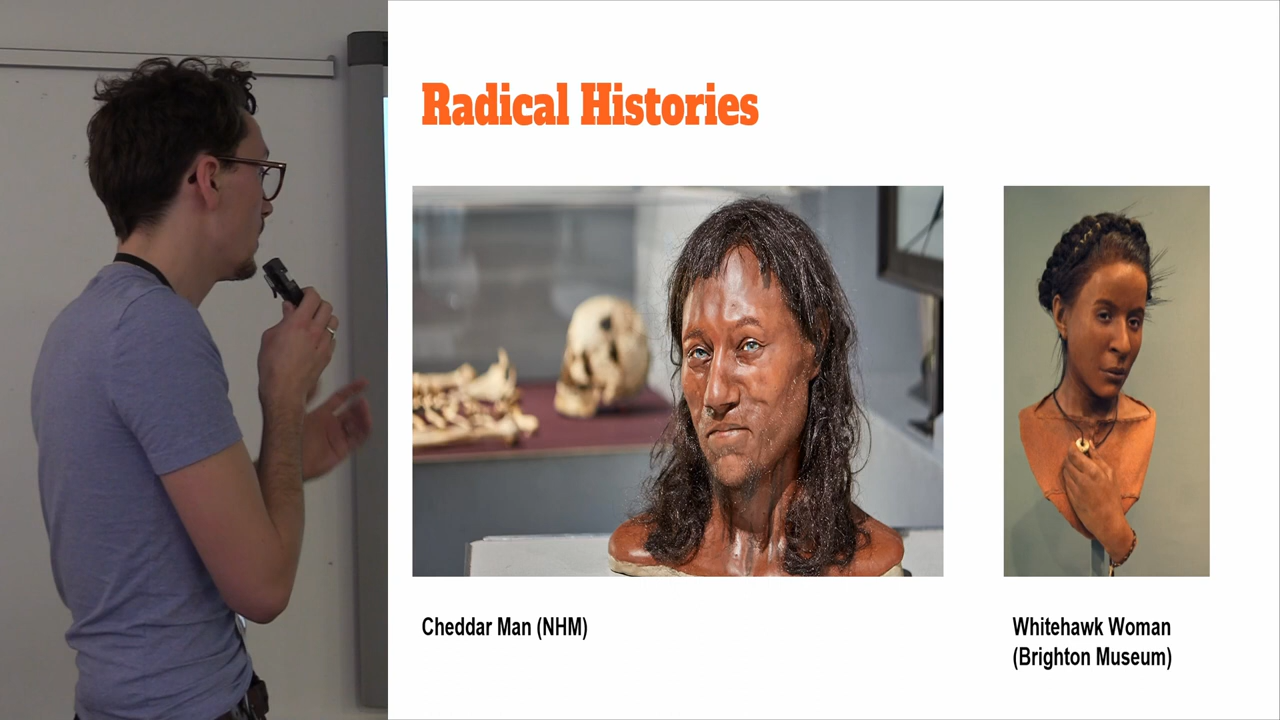 Radical Histories
Cheddar Man (NHM)
Whitehawk Woman
(Brighton Museum)